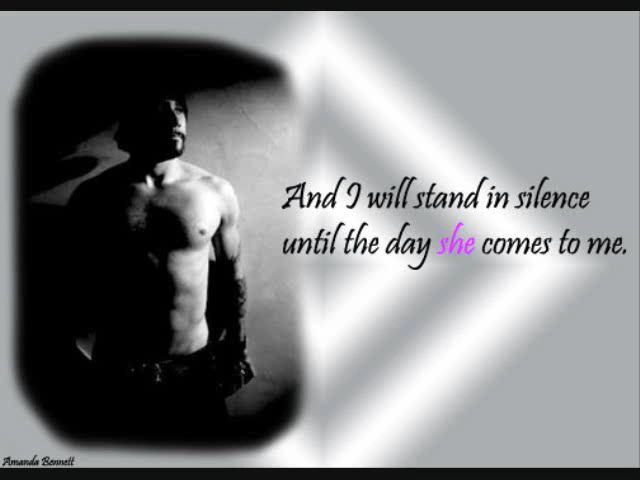 And I will stand in silence
until the day she comes to me.
Amanda Bennett